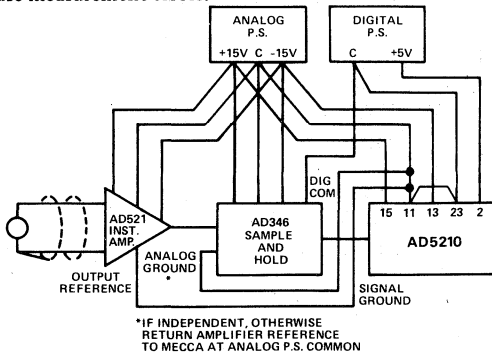 ANALOG
P.S.
+15V C -15V
DIGITAL
P.S.
C +5V
DIG
COM
15 11 13 23 2
AD5210
AD521
INST.
AMP.
AD346
SAMPLE
AND
HOLD
ANALOG
GROUND
*
OUTPUT
REFERENCE
SIGNAL
GROUND
*IF INDEPENDENT, OTHERWISE
RETURN AMPLIFIER REFERENCE
TO MECCA AT ANALOG P.S. COMMON